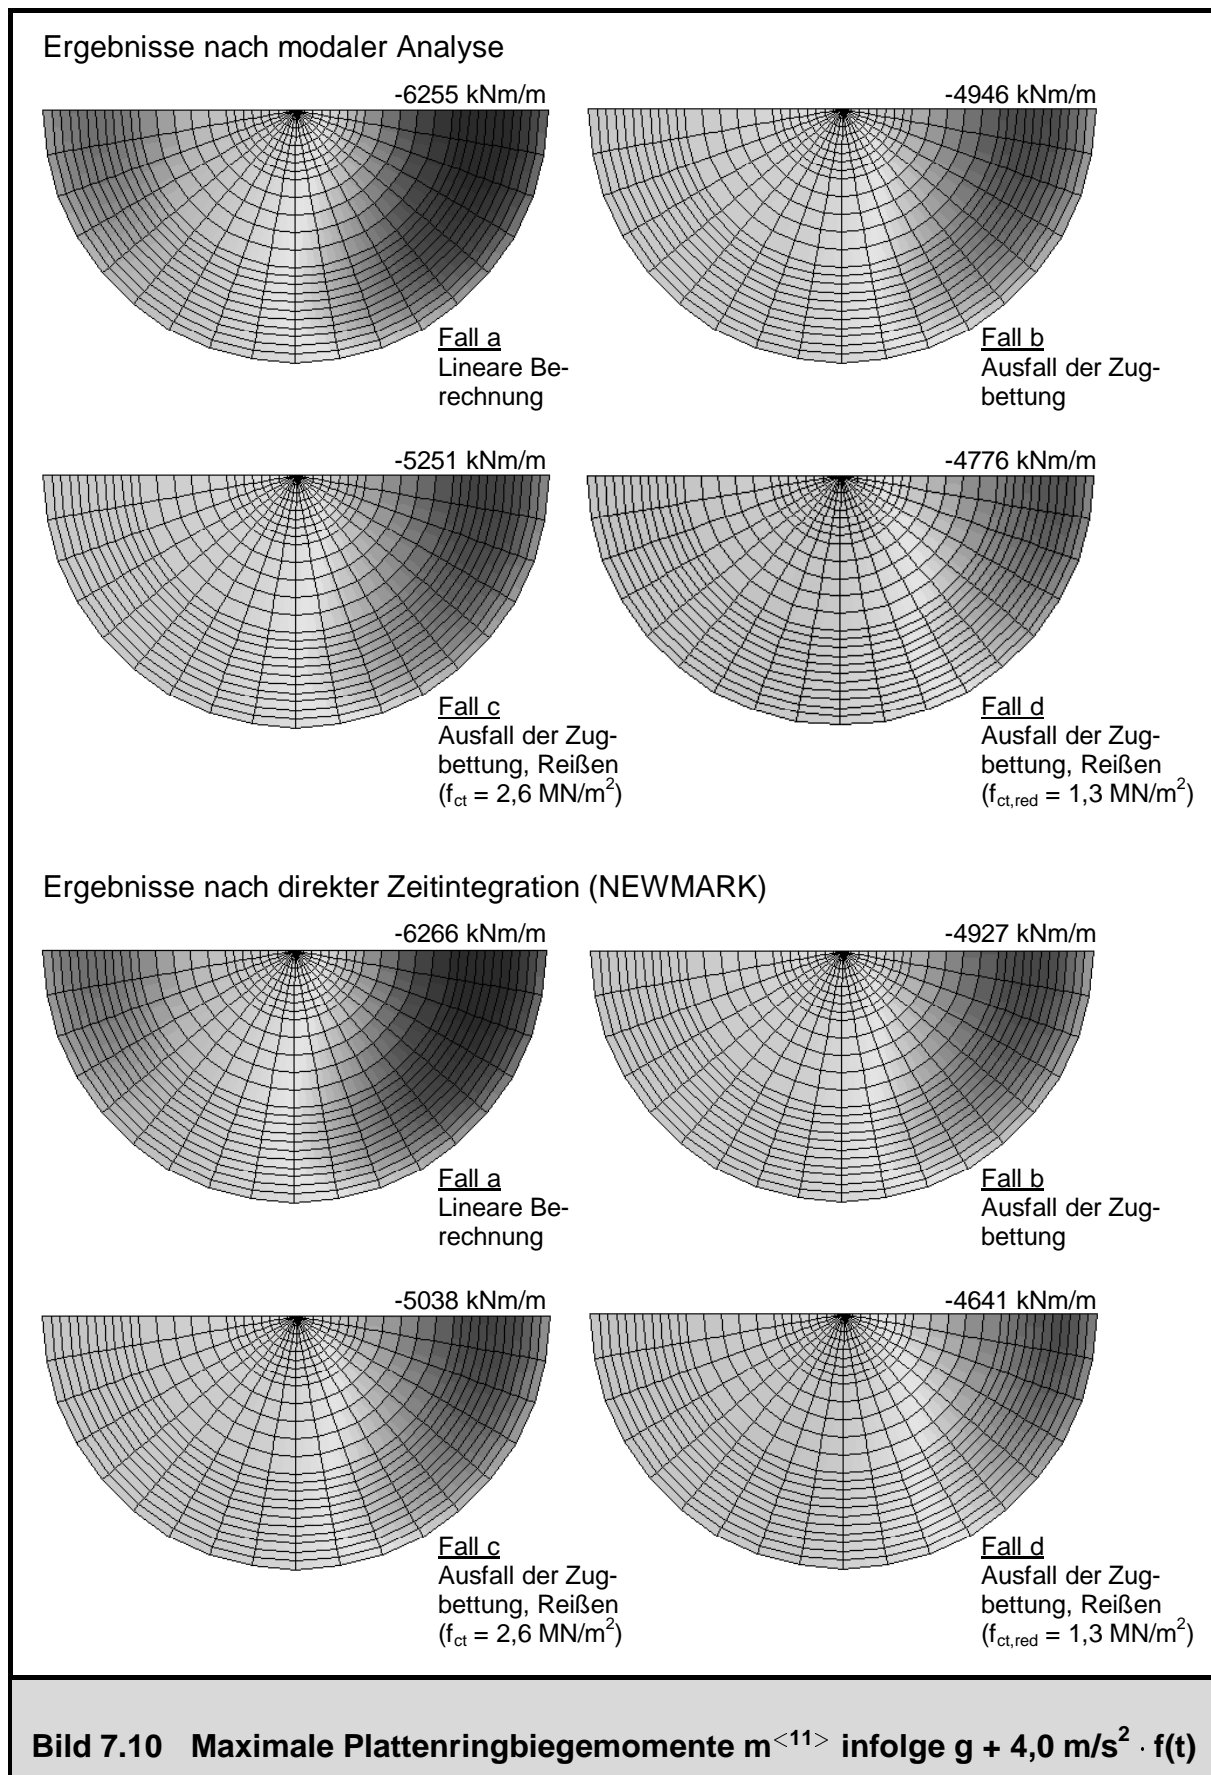 Ergebnisse nach modaler Analyse
-6255 kNm/m
-4946 kNm/m
Fall a
Lineare Be-
rechnung
Fall b
Ausfall der Zug-
bettung
-5251 kNm/m
-4776 kNm/m
Fall c
Ausfall der Zug-
bettung, Reißen
(f_ct = 2,6 MN/m²)
Fall d
Ausfall der Zug-
bettung, Reißen
(f_ct,red = 1,3 MN/m²)
Ergebnisse nach direkter Zeitintegration (NEWMARK)
-6266 kNm/m
-4927 kNm/m
Fall a
Lineare Be-
rechnung
Fall b
Ausfall der Zug-
bettung
-5038 kNm/m
-4641 kNm/m
Fall c
Ausfall der Zug-
bettung, Reißen
(f_ct = 2,6 MN/m²)
Fall d
Ausfall der Zug-
bettung, Reißen
(f_ct,red = 1,3 MN/m²)
Bild 7.10 Maximale Plattenringbiegemomente m^<11> infolge g + 4,0 m/s² · f(t)